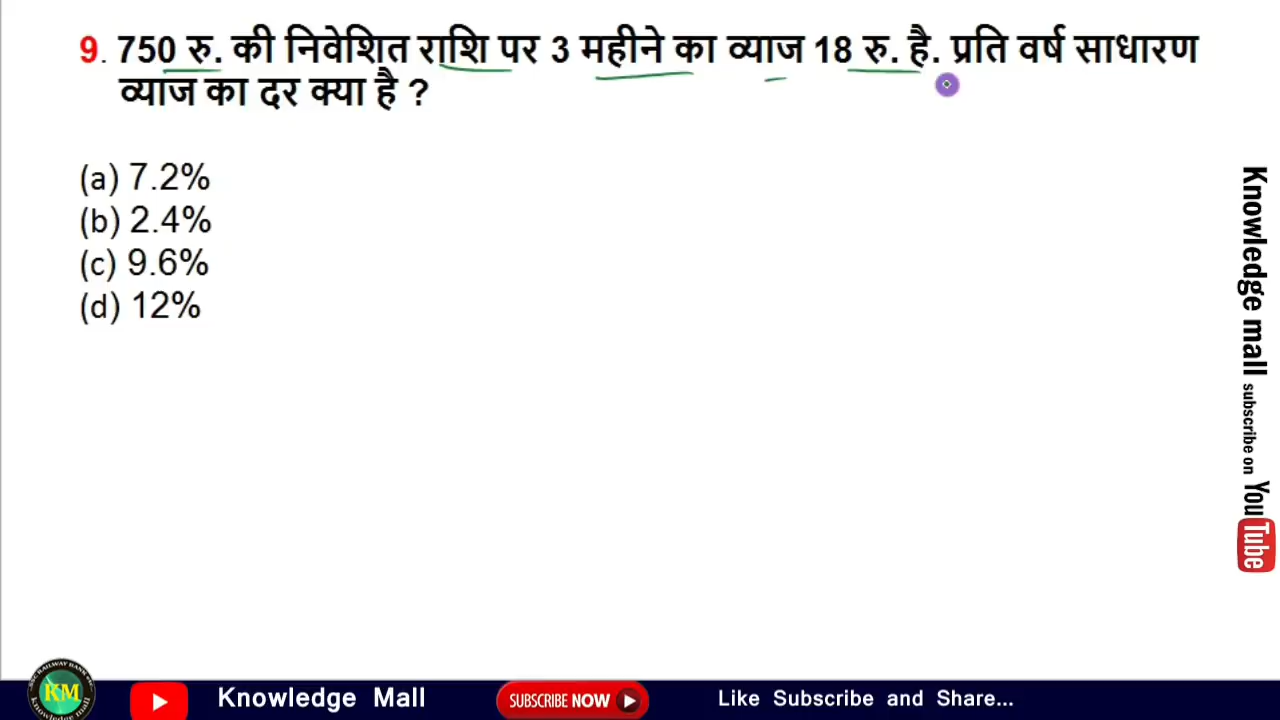 9. 750 रु. की निवेशित राशि पर 3 महीने का व्याज 18 रु. है. प्रति वर्ष साधारण
व्याज का दर क्या है ?
(a) 7.2%
(b) 2.4%
(c) 9.6%
(d) 12%
Knowledge mall subscribe on YouTube
KM
Knowledge Mall
SUBSCRIBE NOW
Like Subscribe and Share...